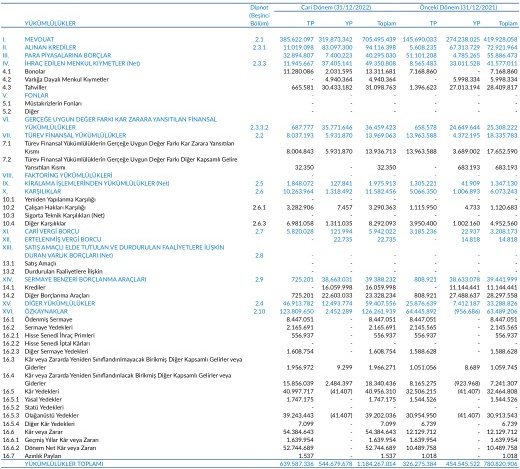 Dipnot Cari Dönem (31/12/2022) Önceki Dönem (31/12/2021)
(Beşinci
YÜKÜMLÜLÜKLER Bölüm) TP YP Toplam TP YP Toplam
I. MEVDUAT 2.1 385.622.097 319.873.342 705.495.439 145.690.033 274.238.025 419.928.058
II. ALINAN KREDİLER 2.3.1 11.019.098 83.097.300 94.116.398 5.608.235 67.313.729 72.921.964
III. PARA PİYASALARINA BORÇLAR 32.894.807 7.400.223 40.295.030 51.101.208 4.785.265 55.886.473
IV. İHRAÇ EDİLEN MENKUL KIYMETLER (Net) 2.3.3 11.945.667 37.405.141 49.350.808 8.565.483 33.011.528 41.577.011
4.1 Bonolar 11.280.086 2.031.595 13.311.681 7.168.860 - 7.168.860
4.2 Varlığa Dayalı Menkul Kıymetler - 4.940.364 4.940.364 - 5.998.334 5.998.334
4.3 Tahviller 665.581 30.433.182 31.098.763 1.396.623 27.013.194 28.409.817
V. FONLAR - - - - - -
5.1 Müstakrizlerin Fonları - - - - - -
5.2 Diğer - - - - - -
VI. GERÇEĞE UYGUN DEĞER FARKI KAR ZARARA YANSITILAN FİNANSAL
YÜKÜMLÜLÜKLER 2.3.3.2 687.777 35.771.646 36.459.423 658.578 24.649.644 25.308.222
VII. TÜREV FİNANSAL YÜKÜMLÜLÜKLER 2.2 8.037.193 5.931.870 13.969.063 13.963.588 4.372.195 18.335.783
7.1 Türev Finansal Yükümlülüklerin Gerçeğe Uygun Değer Farkı Kar Zarara Yansıtılan
Kısmı 8.004.843 5.931.870 13.936.713 13.963.588 3.689.002 17.652.590
7.2 Türev Finansal Yükümlülüklerin Gerçeğe Uygun Değer Farkı Diğer Kapsamlı Gelire
Yansıtılan Kısmı 32.350 - 32.350 - 683.193 683.193
VIII. FAKTORİNG YÜKÜMLÜLÜKLERİ - - - - - -
IX. KİRALAMA İŞLEMLERİNDEN YÜKÜMLÜLÜKLER (Net) 2.5 1.848.072 127.841 1.975.913 1.305.221 41.909 1.347.130
X. KARŞILIKLAR 2.6 10.263.964 1.318.492 11.582.456 5.066.350 1.006.893 6.073.243
10.1 Yeniden Yapılanma Karşılığı - - - - - -
10.2 Çalışan Hakları Karşılığı 2.6.1 3.282.906 7.457 3.290.363 1.115.950 4.733 1.120.683
10.3 Sigorta Teknik Karşılıkları (Net) - - - - - -
10.4 Diğer Karşılıklar 2.6.3 6.981.058 1.311.035 8.292.093 3.950.400 1.002.160 4.952.560
XI. CARİ VERGİ BORCU 2.7 5.820.028 121.994 5.942.022 3.185.236 22.937 3.208.173
XII. ERTELENMİŞ VERGİ BORCU - 22.735 22.735 - 14.818 14.818
XIII. SATIŞ AMAÇLI ELDE TUTULAN VE DURDURULAN FAALİYETLERE İLİŞKİN
DURAN VARLIK BORÇLARI (Net) 2.8 - - - - - -
13.1 Satış Amaçlı - - - - - -
13.2 Durdurulan Faaliyetlere İlişkin - - - - - -
XIV. SERMAYE BENZERİ BORÇLANMA ARAÇLARI 2.9 725.201 38.663.031 39.388.232 808.921 38.633.078 39.441.999
14.1 Krediler - 16.059.998 16.059.998 - 11.144.441 11.144.441
14.2 Diğer Borçlanma Araçları 725.201 22.603.033 23.328.234 808.921 27.488.637 28.297.558
XV. DİĞER YÜKÜMLÜLÜKLER 2.4 46.913.782 12.493.774 59.407.556 25.876.639 7.412.187 33.288.826
XVI. ÖZKAYNAKLAR 2.10 123.809.650 2.452.289 126.261.939 64.445.892 (956.686) 63.489.206
16.1 Ödenmiş Sermaye 8.447.051 - 8.447.051 8.447.051 - 8.447.051
16.2 Sermaye Yedekleri 2.165.691 - 2.165.691 2.145.565 - 2.145.565
16.2.1 Hisse Senedi İhraç Primleri 556.937 - 556.937 556.937 - 556.937
16.2.2 Hisse Senedi İptal Kârları - - - - - -
16.2.3 Diğer Sermaye Yedekleri 1.608.754 - 1.608.754 1.588.628 - 1.588.628
16.3 Kâr veya Zararda Yeniden Sınıflandırılmayacak Birikmiş Diğer Kapsamlı Gelirler veya
Giderler 1.956.972 9.299 1.966.271 1.051.056 8.689 1.059.745
16.4 Kâr veya Zararda Yeniden Sınıflandırılacak Birikmiş Diğer Kapsamlı Gelirler veya
Giderler 15.856.039 2.484.397 18.340.436 8.165.275 (923.968) 7.241.307
16.5 Kâr Yedekleri 40.997.717 (41.407) 40.956.310 32.506.215 (41.407) 32.464.808
16.5.1 Yasal Yedekler 1.747.175 - 1.747.175 1.544.526 - 1.544.526
16.5.2 Statü Yedekleri - - - - - -
16.5.3 Olağanüstü Yedekler 39.243.443 (41.407) 39.202.036 30.954.950 (41.407) 30.913.543
16.5.4 Diğer Kâr Yedekleri 7.099 - 7.099 6.739 - 6.739
16.6 Kâr veya Zarar 54.384.643 - 54.384.643 12.129.712 - 12.129.712
16.6.1 Geçmiş Yıllar Kâr veya Zararı 1.639.954 - 1.639.954 1.639.954 - 1.639.954
16.6.2 Dönem Net Kâr veya Zararı 52.744.689 - 52.744.689 10.489.758 - 10.489.758
16.7 Azınlık Payları 1.537 - 1.537 1.018 - 1.018
YÜKÜMLÜLÜKLER TOPLAMI 639.587.336 544.679.678 1.184.267.014 326.275.384 454.545.522 780.820.906